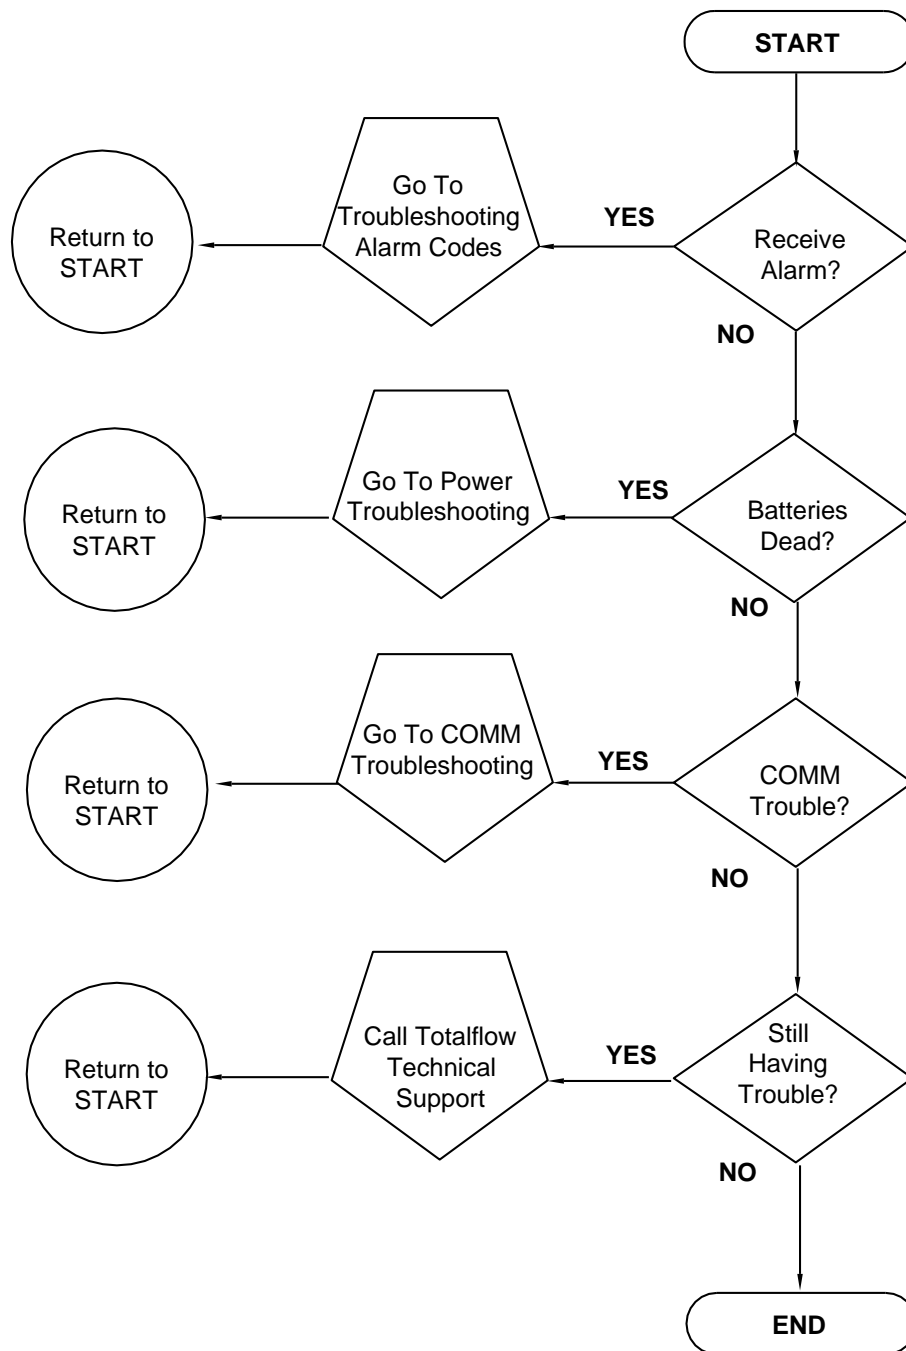 START
Go To
Troubleshooting
Alarm Codes
YES
Return to
START
Receive
Alarm?
NO
Go To Power
Troubleshooting
YES
Return to
START
Batteries
Dead?
NO
Go To COMM
Troubleshooting
YES
Return to
START
COMM
Trouble?
NO
Call Totalflow
Technical
Support
YES
Return to
START
Still
Having
Trouble?
NO
END